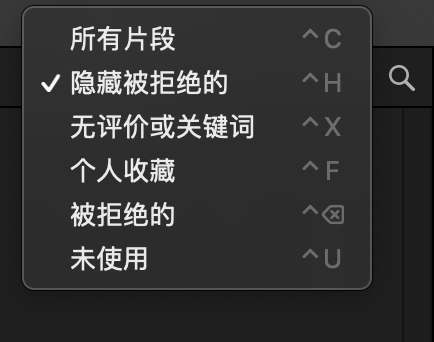 所有片段 ^C
✓ 隐藏被拒绝的 ^H
无评价或关键词 ^X
个人收藏 ^F
被拒绝的 ^⌫
未使用 ^U